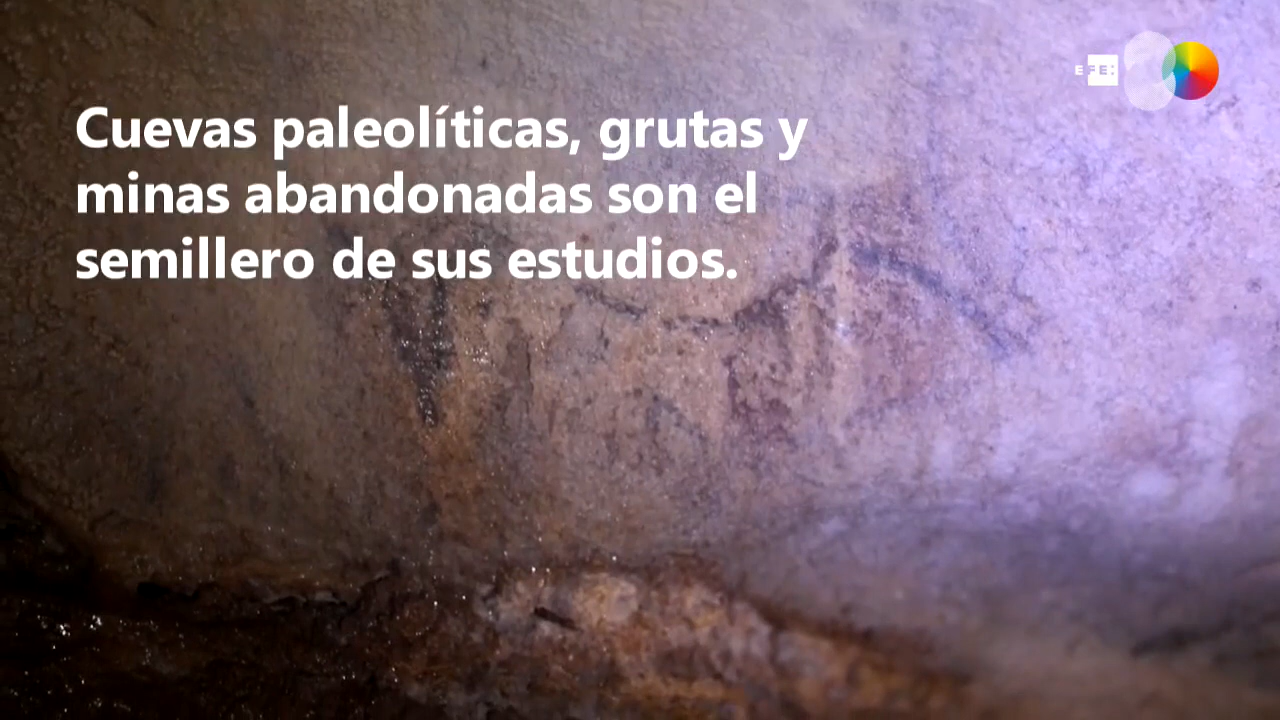 EFE:
Cuevas paleolíticas, grutas y
minas abandonadas son el
semillero de sus estudios.